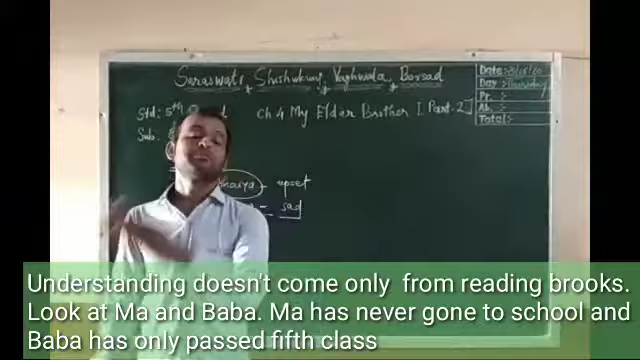 Saraswati Shishukunj Vaghwala, Borsad
Date:-
Day:-
Pr. :-
Ab. :-
Total:-
Std: 5th
Ch 4 My Elder Brother [Part-2]
Sub.
upset
= sad
Understanding doesn't come only from reading brooks.
Look at Ma and Baba. Ma has never gone to school and
Baba has only passed fifth class